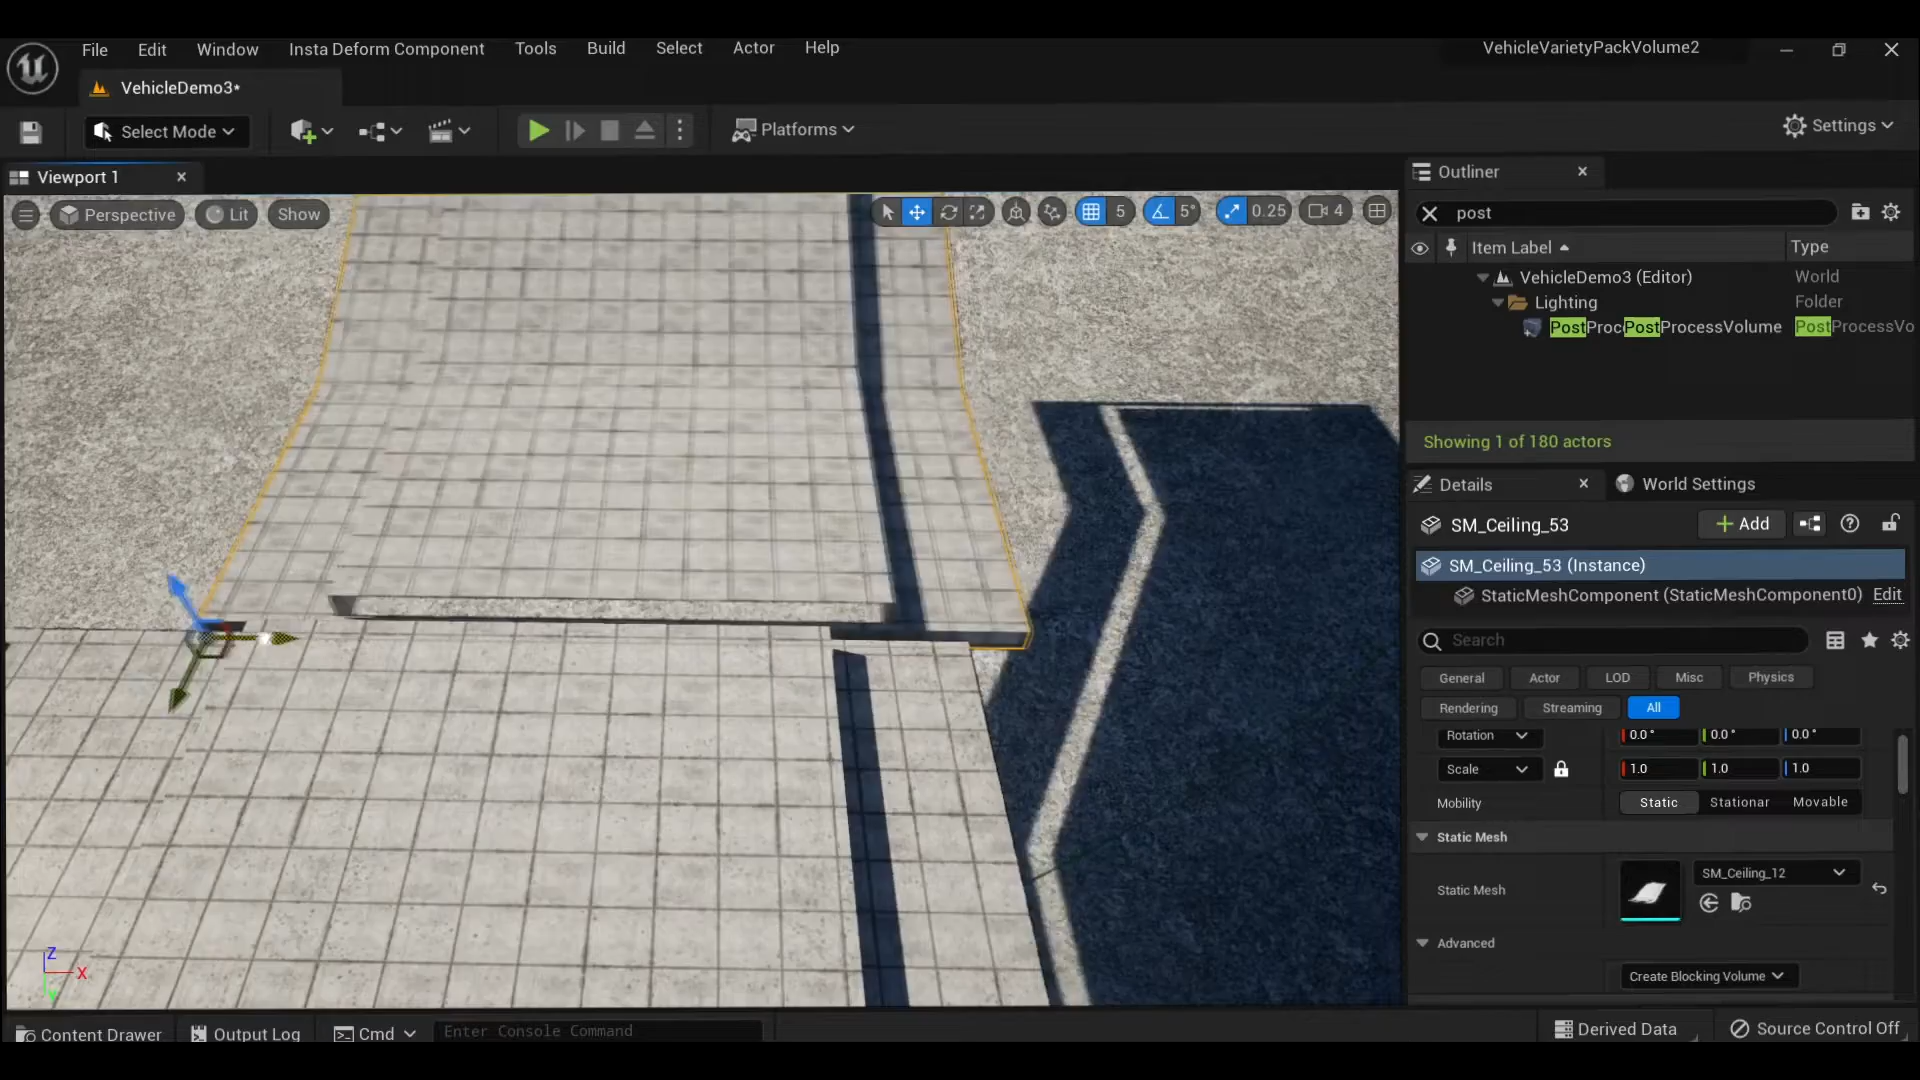 File Edit Window Insta Deform Component Tools Build Select Actor Help
VehicleVarietyPackVolume2
VehicleDemo3*
Select Mode
Platforms
Settings
Viewport 1
Perspective Lit Show
5 5° 0.25 4
Outliner
post
Item Label Type
VehicleDemo3 (Editor) World
Lighting Folder
PostProcPostProcessVolume PostProcessVo
Showing 1 of 180 actors
Details World Settings
SM_Ceiling_53 Add
SM_Ceiling_53 (Instance)
StaticMeshComponent (StaticMeshComponent0) Edit
Search
General Actor LOD Misc Physics
Rendering Streaming All
Rotation 0.0° 0.0° 0.0°
Scale 1.0 1.0 1.0
Mobility Static Stationar Movable
Static Mesh
Static Mesh SM_Ceiling_12
Advanced
Create Blocking Volume
Z
X
Y
Content Drawer Output Log Cmd Enter Console Command
Derived Data Source Control Off